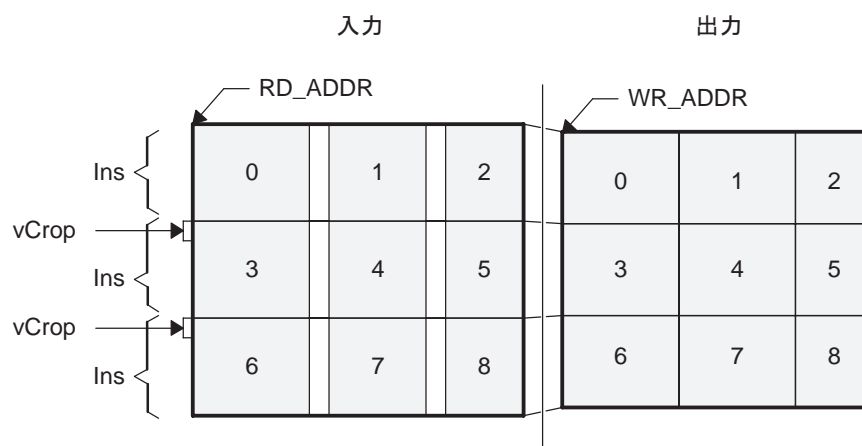 入力 出力
RD_ADDR
WR_ADDR
Ins 0 1 2 0 1 2
vCrop
Ins 3 4 5 3 4 5
vCrop
Ins 6 7 8 6 7 8